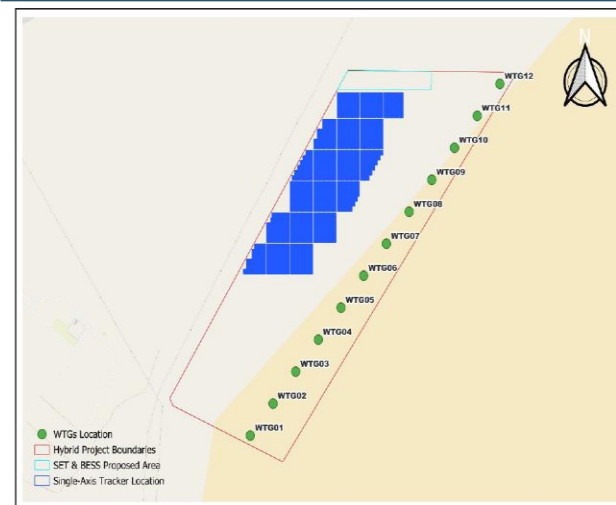 N
WTG12
WTG11
WTG10
WTG09
WTG08
WTG07
WTG06
WTG05
WTG04
WTG03
WTG02
WTG01
WTGs Location
Hybrid Project Boundaries
SET & BESS Proposed Area
Single-Axis Tracker Location